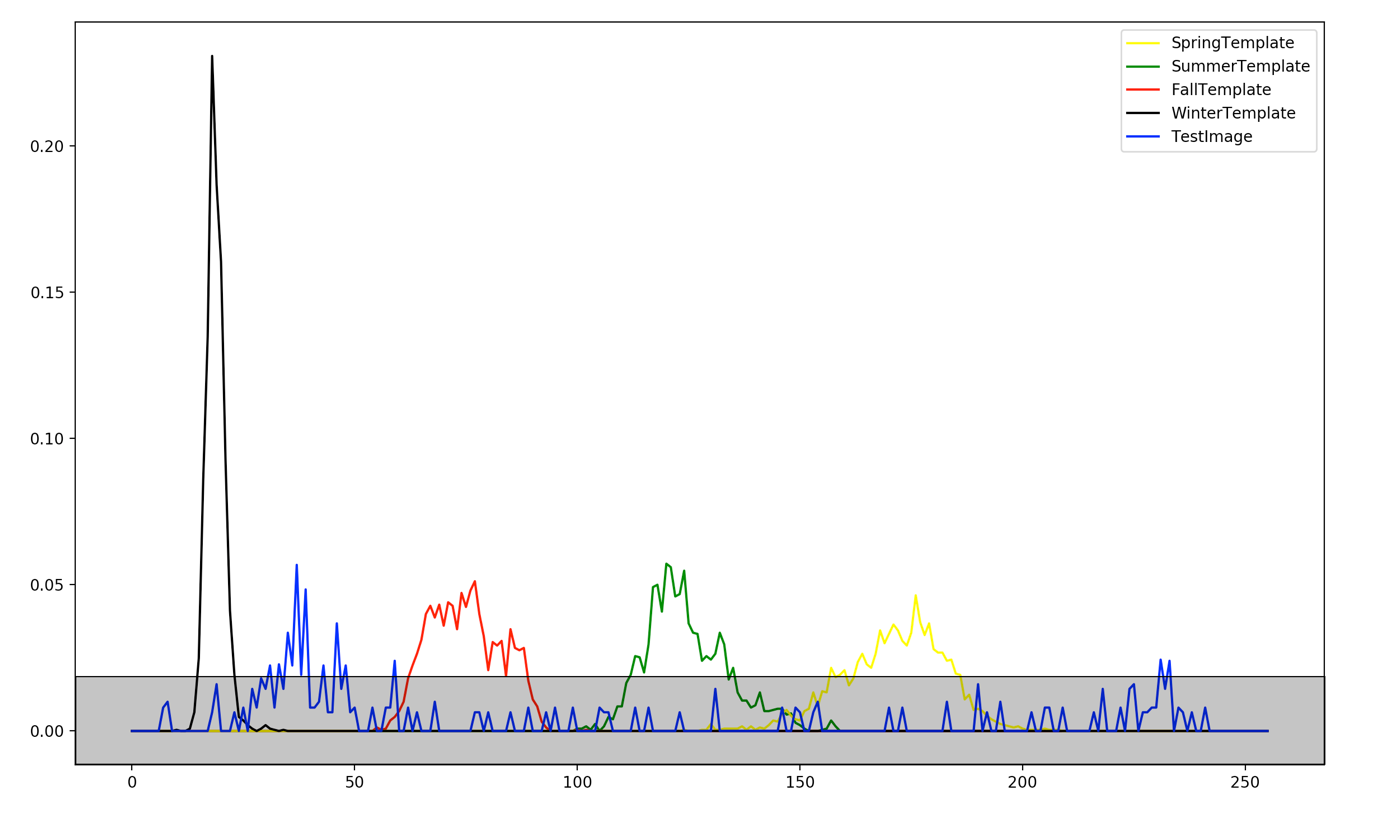 SpringTemplate
SummerTemplate
FallTemplate
WinterTemplate
TestImage
0.20
0.15
0.10
0.05
0.00
0 50 100 150 200 250